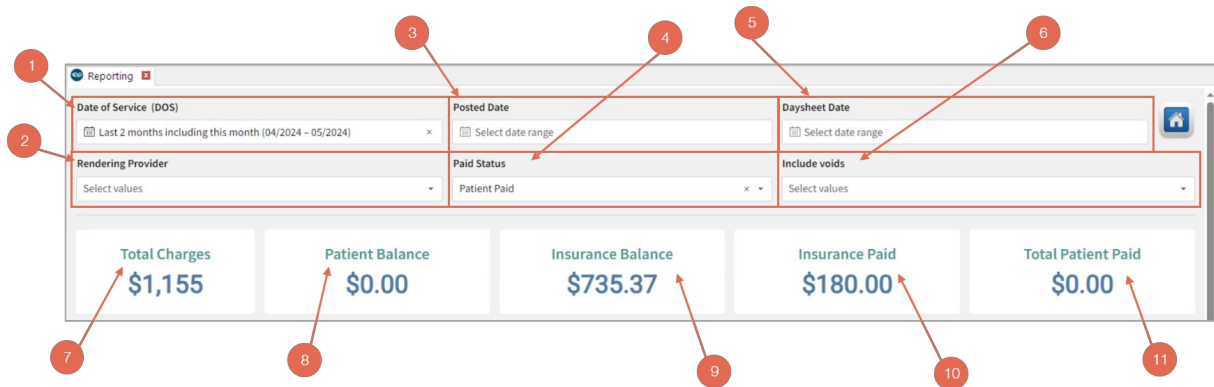 5
3
6
4
1
Reporting
Date of Service (DOS) Posted Date Daysheet Date
Last 2 months including this month (04/2024 – 05/2024) × Select date range Select date range
2
Rendering Provider Paid Status Include voids
Select values Patient Paid × Select values
Total Charges Patient Balance Insurance Balance Insurance Paid Total Patient Paid
$1,155 $0.00 $735.37 $180.00 $0.00
7 8 9 10 11